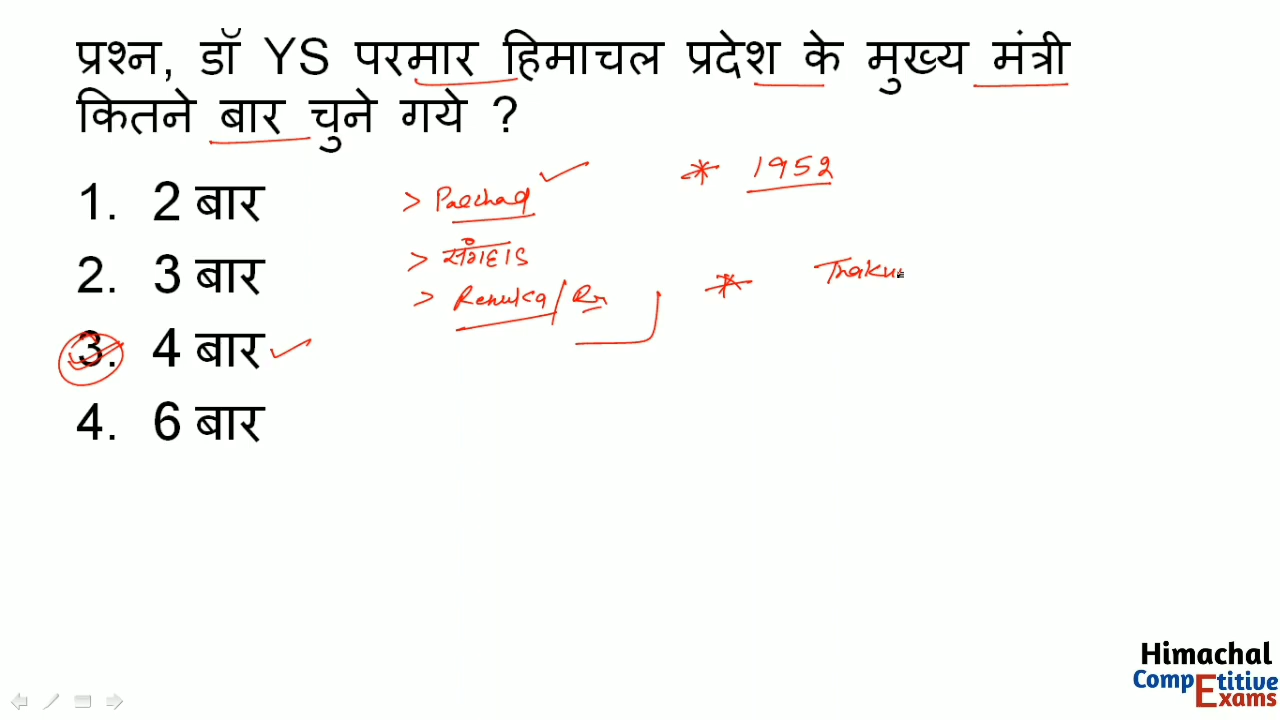 प्रश्न, डॉ YS परमार हिमाचल प्रदेश के मुख्य मंत्री
कितने बार चुने गये ?
1. 2 बार
2. 3 बार
3. 4 बार
4. 6 बार
> Pachad
> संगड़ाह
> Renuka /
* 1952
* Thaku
Himachal
Competitive
Exams